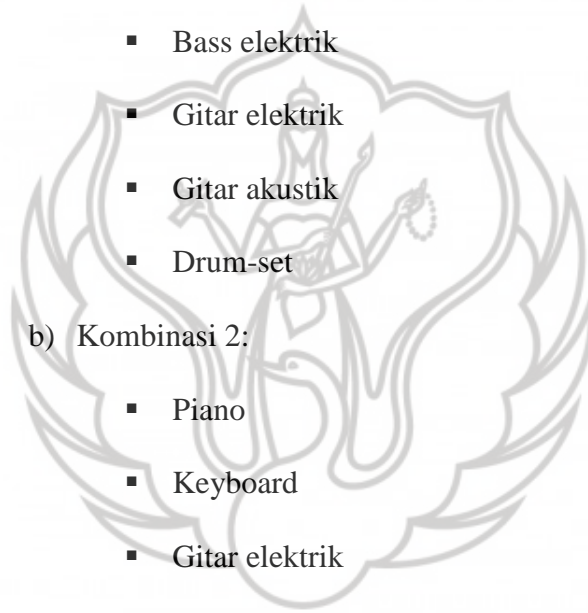 ▪ Bass elektrik
▪ Gitar elektrik
▪ Gitar akustik
▪ Drum-set
b) Kombinasi 2:
▪ Piano
▪ Keyboard
▪ Gitar elektrik